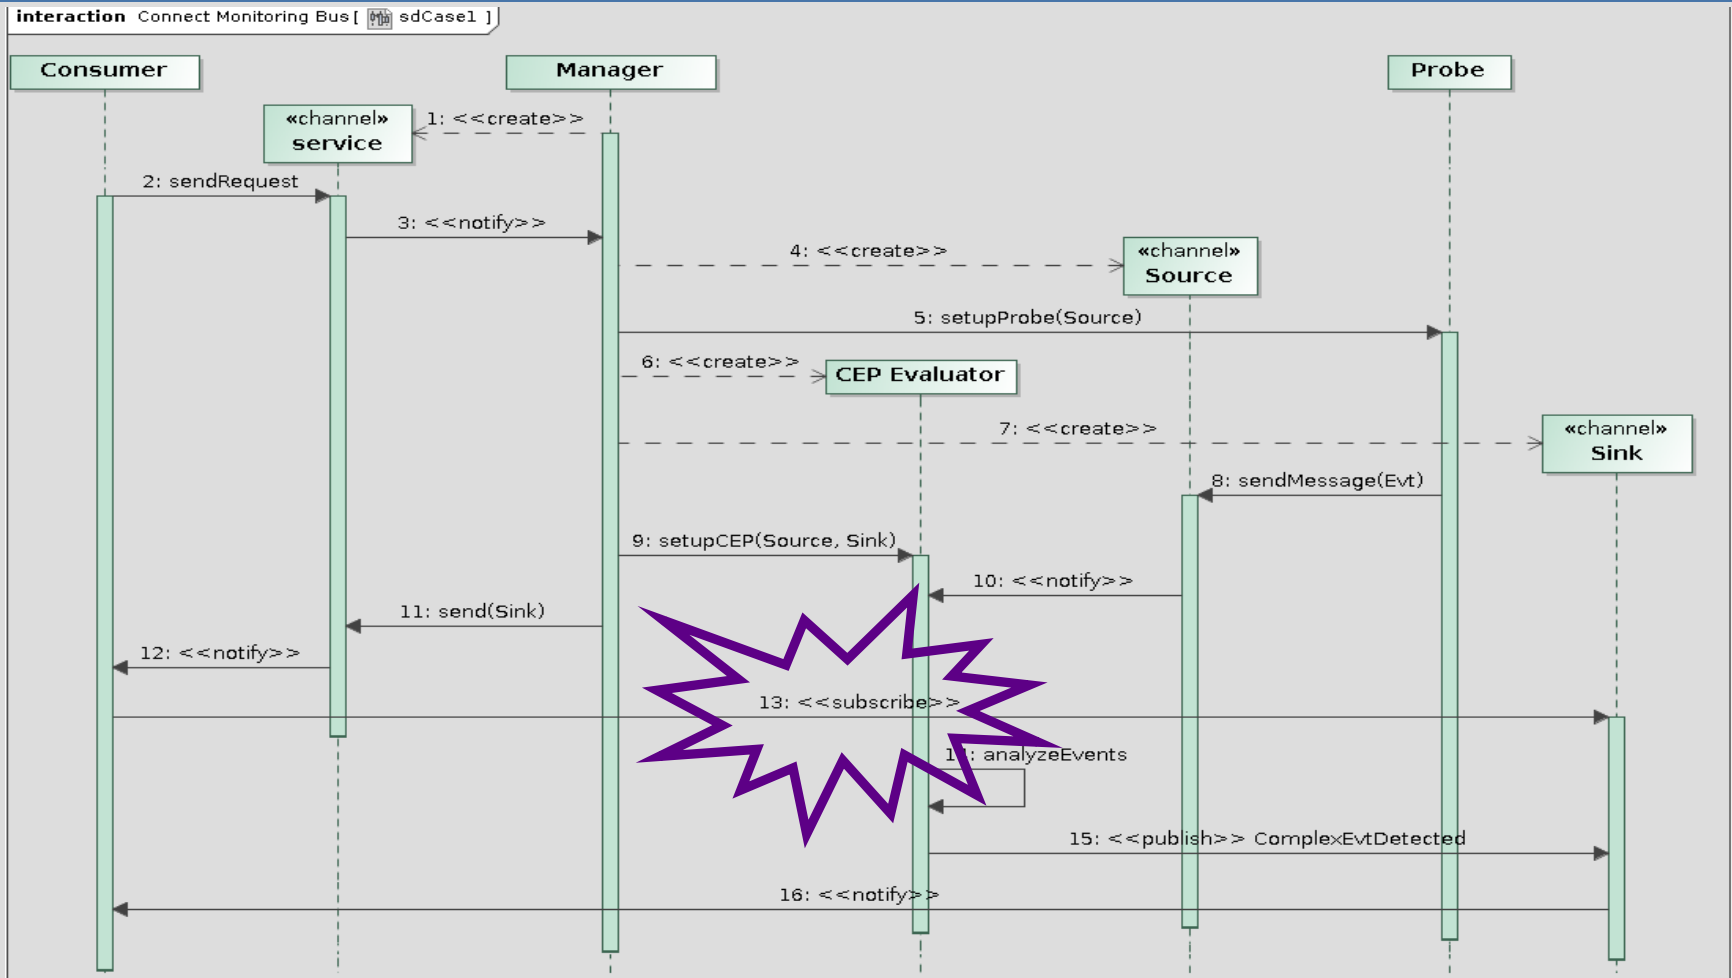 interaction Connect Monitoring Bus[ sdCase1 ]
Consumer
Manager
Probe
«channel»
service
1: <<create>>
2: sendRequest
3: <<notify>>
4: <<create>>
«channel»
Source
5: setupProbe(Source)
6: <<create>>
CEP Evaluator
7: <<create>>
«channel»
Sink
8: sendMessage(Evt)
9: setupCEP(Source, Sink)
10: <<notify>>
11: send(Sink)
12: <<notify>>
13: <<subscribe>>
14: analyzeEvents
15: <<publish>> ComplexEvtDetected
16: <<notify>>